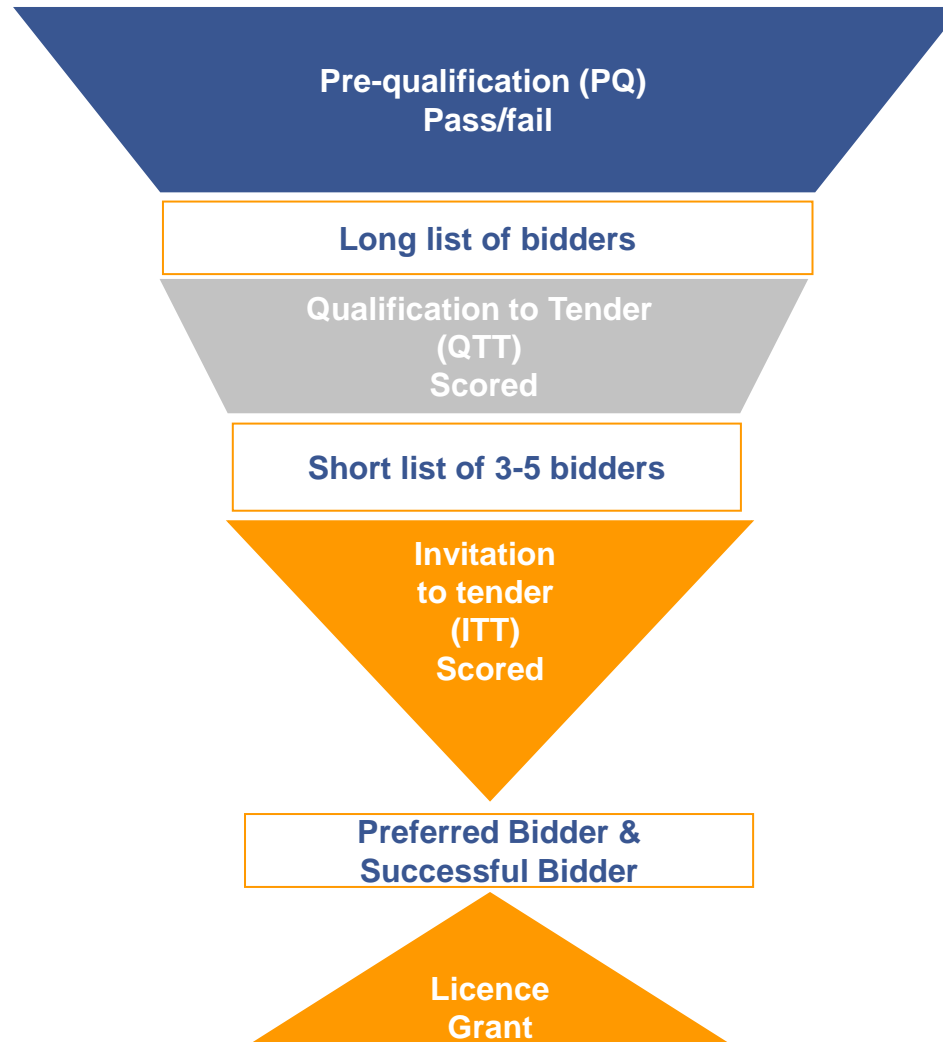 Pre-qualification (PQ)
Pass/fail
Long list of bidders
Qualification to Tender
(QTT)
Scored
Short list of 3-5 bidders
Invitation
to tender
(ITT)
Scored
Preferred Bidder &
Successful Bidder
Licence
Grant